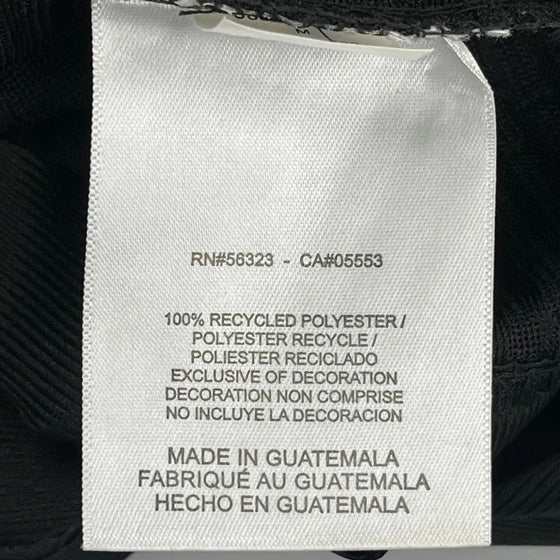 RN#56323 - CA#05553
100% RECYCLED POLYESTER /
POLYESTER RECYCLE /
POLIESTER RECICLADO
EXCLUSIVE OF DECORATION
DECORATION NON COMPRISE
NO INCLUYE LA DECORACION
MADE IN GUATEMALA
FABRIQUÉ AU GUATEMALA
HECHO EN GUATEMALA